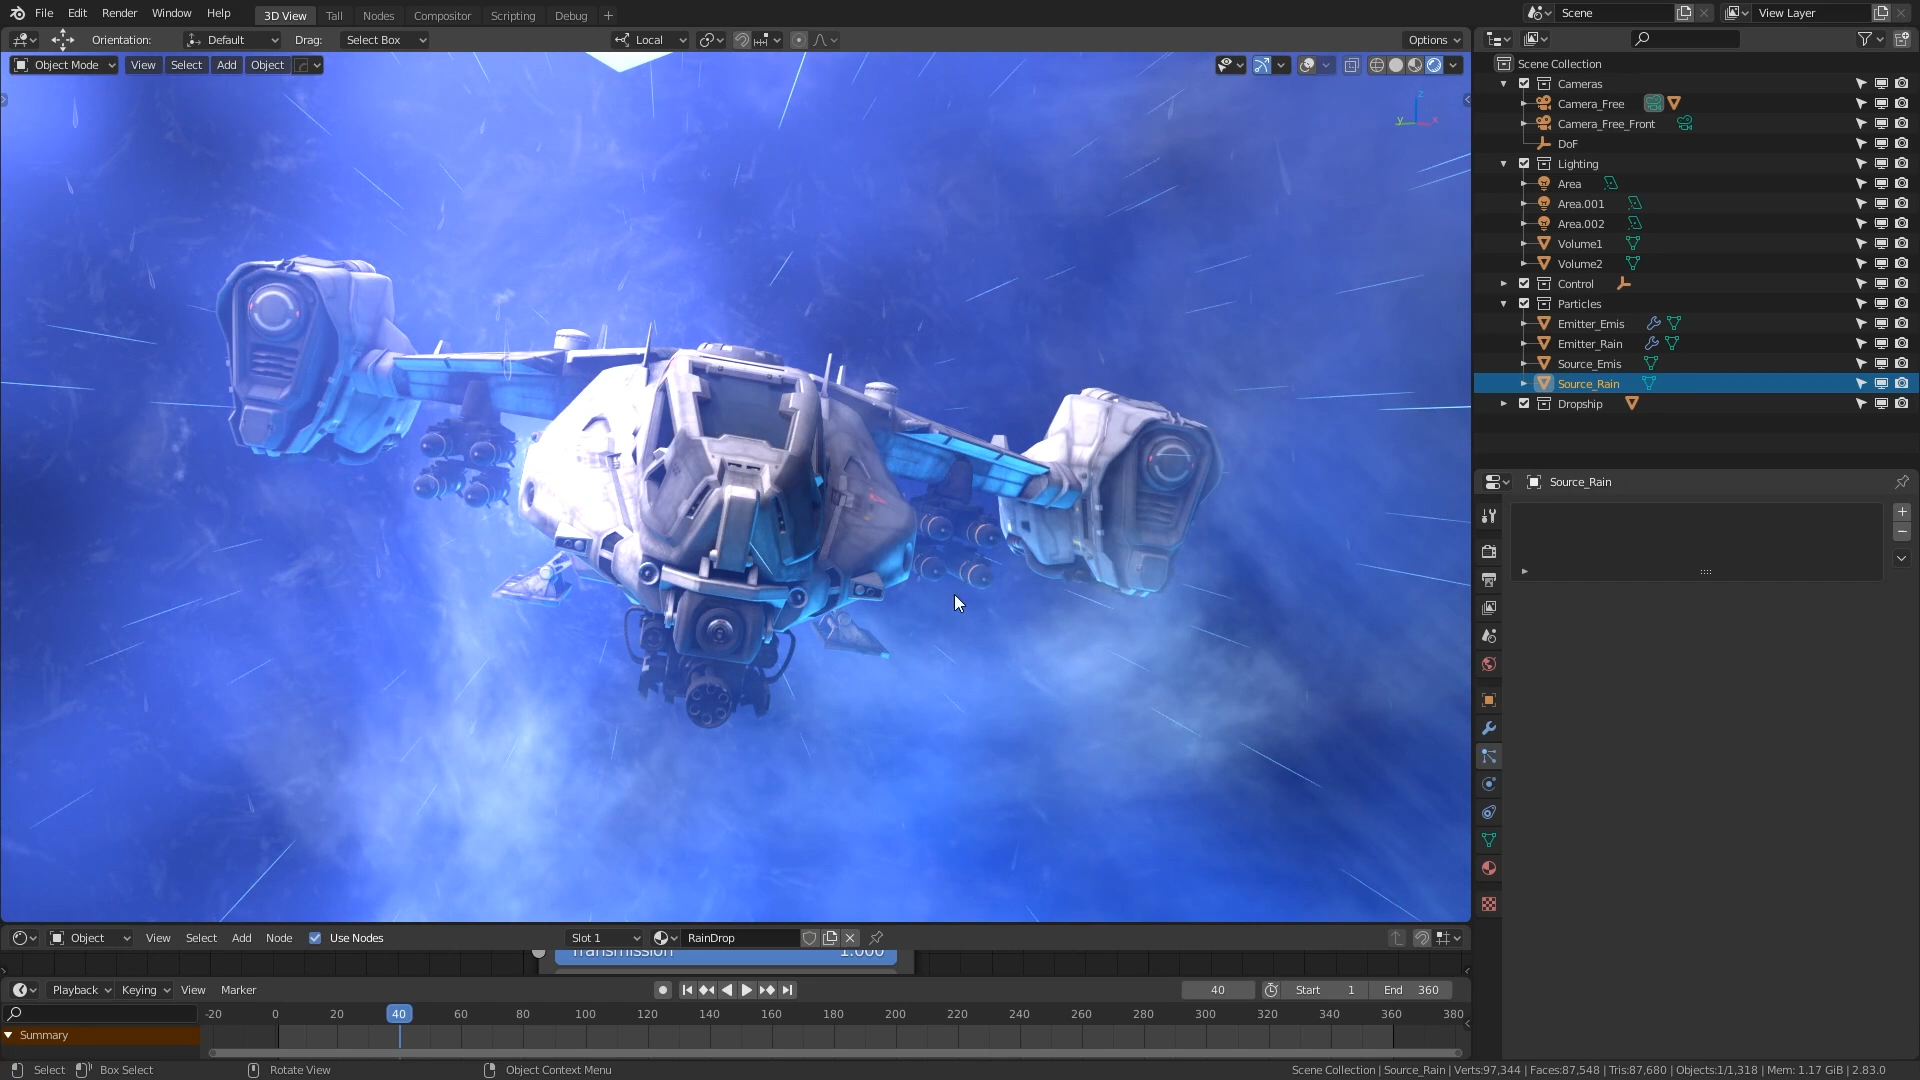 File Edit Render Window Help 3D View Tall Nodes Compositor Scripting Debug + Scene View Layer
Orientation: Default Drag: Select Box Local Options
Object Mode View Select Add Object
Z
Y X
Scene Collection
Cameras
Camera_Free
Camera_Free_Front
DoF
Lighting
Area
Area.001
Area.002
Volume1
Volume2
Control
Particles
Emitter_Emis
Emitter_Rain
Source_Emis
Source_Rain
Dropship
Source_Rain
Object View Select Add Node Use Nodes Slot 1 RainDrop
Transmission 1.000
Playback Keying View Marker 40 Start 1 End 360
-20 0 20 40 60 80 100 120 140 160 180 200 220 240 260 280 300 320 340 360 380
Summary
Select Box Select Rotate View Object Context Menu Scene Collection | Source_Rain | Verts:97,344 | Faces:87,548 | Tris:87,680 | Objects:1/1,318 | Mem: 1.17 GiB | 2.83.0